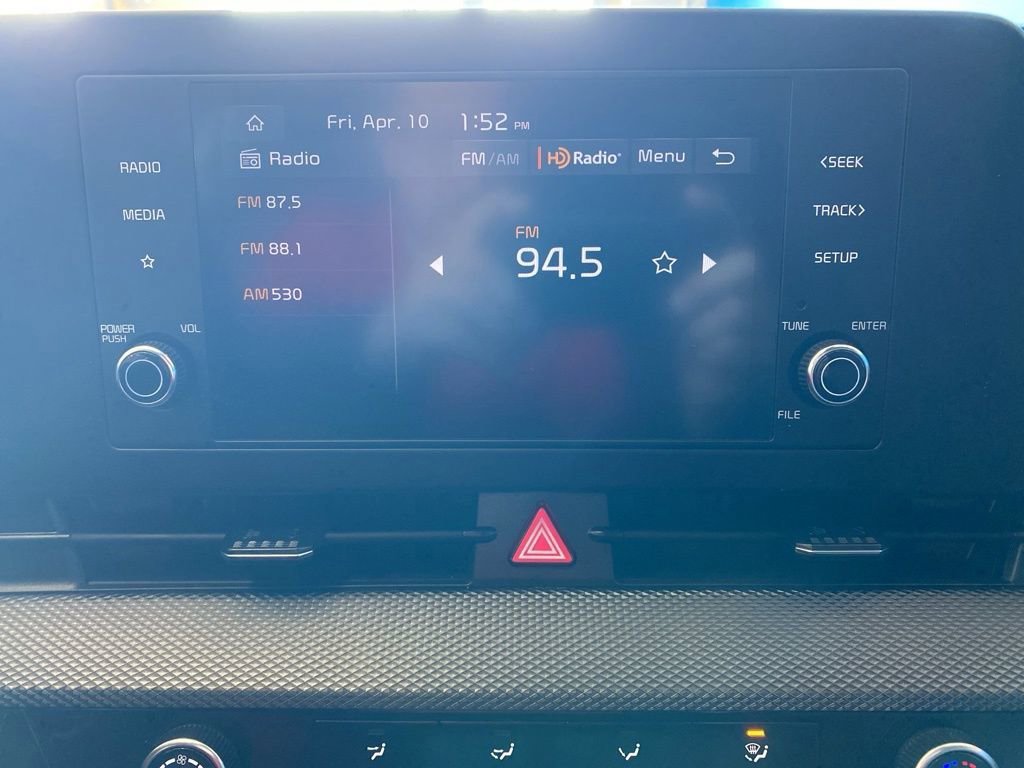 Fri, Apr. 10 1:52 PM
Radio FM/AM HD Radio® Menu
RADIO
MEDIA
FM 87.5
FM 88.1
AM 530
FM
94.5
<SEEK
TRACK>
SETUP
POWER
PUSH
VOL
TUNE
ENTER
FILE